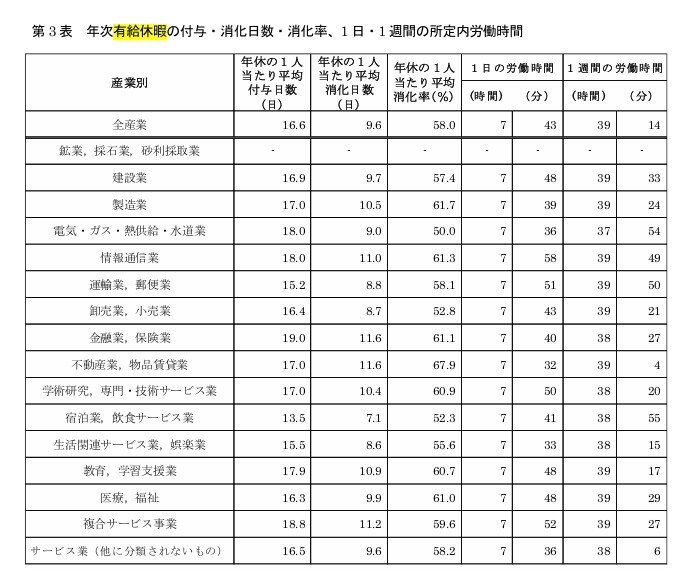 第３表　年次有給休暇の付与・消化日数・消化率、１日・１週間の所定内労働時間
産業別 年休の１人当たり平均付与日数（日） 年休の１人当たり平均消化日数（日） 年休の１人当たり平均消化率(%) １日の労働時間 １週間の労働時間
（時間） （分） （時間） （分）
全産業 16.6 9.6 58.0 7 43 39 14
鉱業，採石業，砂利採取業 - - - - - - -
建設業 16.9 9.7 57.4 7 48 39 33
製造業 17.0 10.5 61.7 7 39 39 24
電気・ガス・熱供給・水道業 18.0 9.0 50.0 7 36 37 54
情報通信業 18.0 11.0 61.3 7 58 39 49
運輸業，郵便業 15.2 8.8 58.1 7 51 39 50
卸売業，小売業 16.4 8.7 52.8 7 43 39 21
金融業，保険業 19.0 11.6 61.1 7 40 38 27
不動産業，物品賃貸業 17.0 11.6 67.9 7 32 39 4
学術研究，専門・技術サービス業 17.0 10.4 60.9 7 50 38 20
宿泊業，飲食サービス業 13.5 7.1 52.3 7 41 38 55
生活関連サービス業，娯楽業 15.5 8.6 55.6 7 33 38 15
教育，学習支援業 17.9 10.9 60.7 7 48 39 17
医療，福祉 16.3 9.9 61.0 7 48 39 29
複合サービス事業 18.8 11.2 59.6 7 52 39 27
サービス業（他に分類されないもの） 16.5 9.6 58.2 7 36 38 6